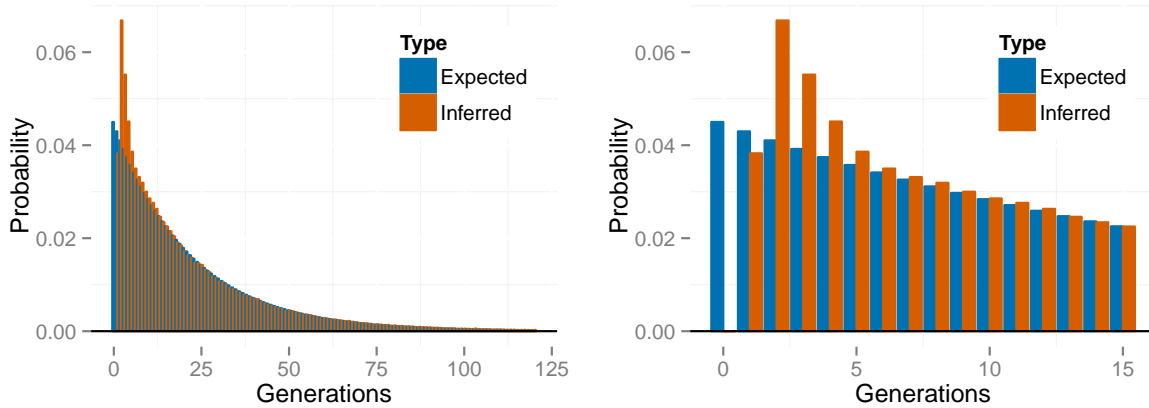 Probability
0.06
0.04
0.02
0.00
Type
Expected
Inferred
0 25 50 75 100 125
Generations
Probability
0.06
0.04
0.02
0.00
Type
Expected
Inferred
0 5 10 15
Generations